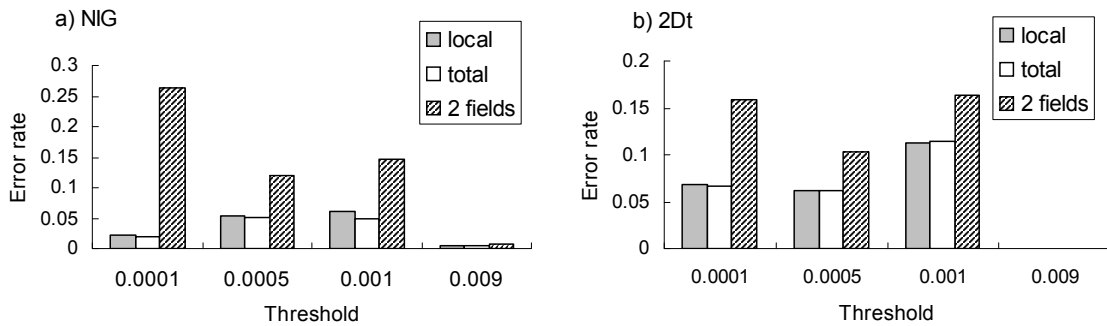 a) NIG
local
total
2 fields
0.3
0.25
0.2
0.15
0.1
0.05
0
Error rate
0.0001 0.0005 0.001 0.009
Threshold
b) 2Dt
local
total
2 fields
0.2
0.15
0.1
0.05
0
Error rate
0.0001 0.0005 0.001 0.009
Threshold